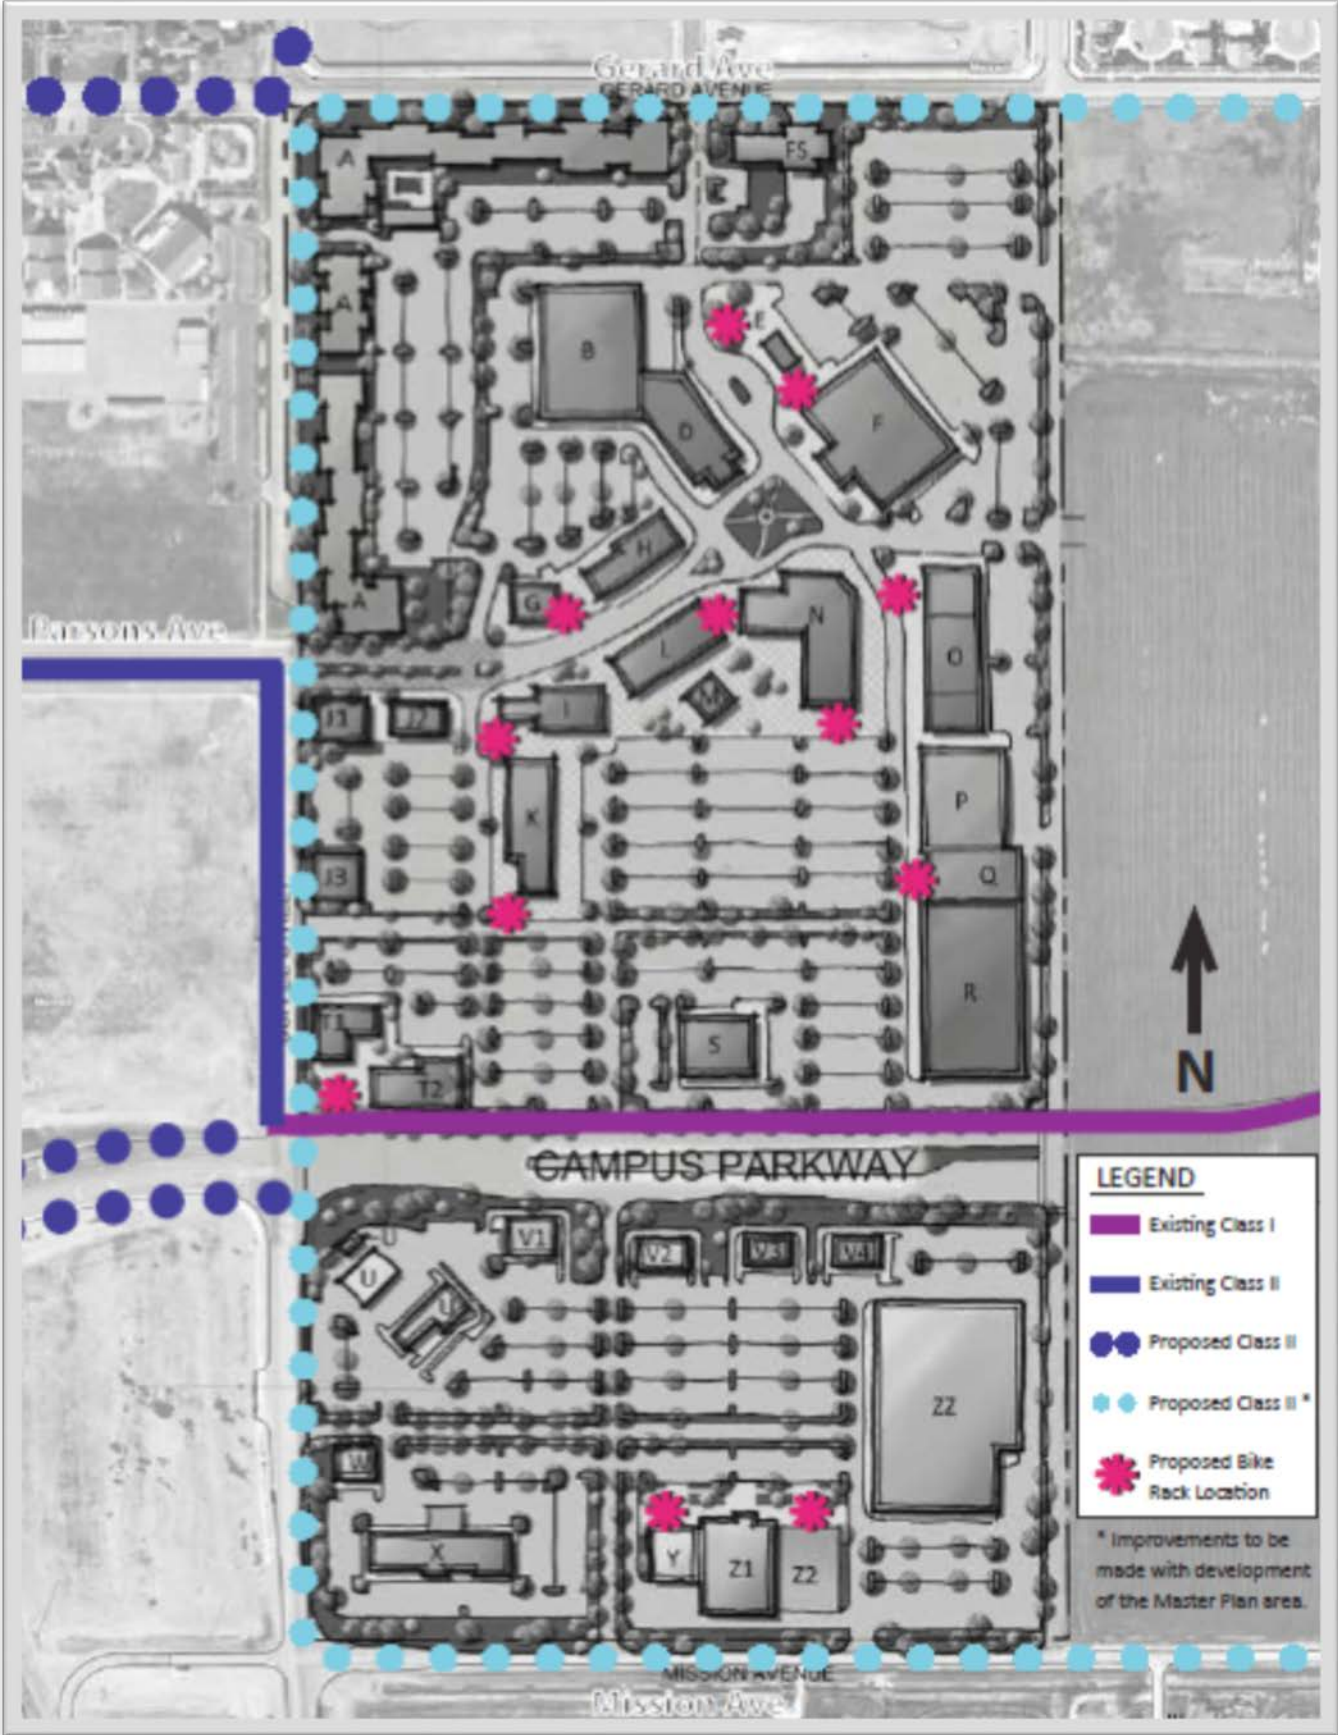 Gerard Ave
GERARD AVENUE
A
FS
A
E
B
F
D
H
G
A
N
L
O
M
Parsons Ave
I
J1
J2
P
K
J3
Q
R
S
T2
N
CAMPUS PARKWAY
U
V1
V2
V3
V4
U
ZZ
W
X
Y
Z1
Z2
LEGEND
Existing Class I
Existing Class II
Proposed Class II
Proposed Class II *
Proposed Bike
Rack Location
* Improvements to be
made with development
of the Master Plan area.
MISSION AVENUE
Mission Ave